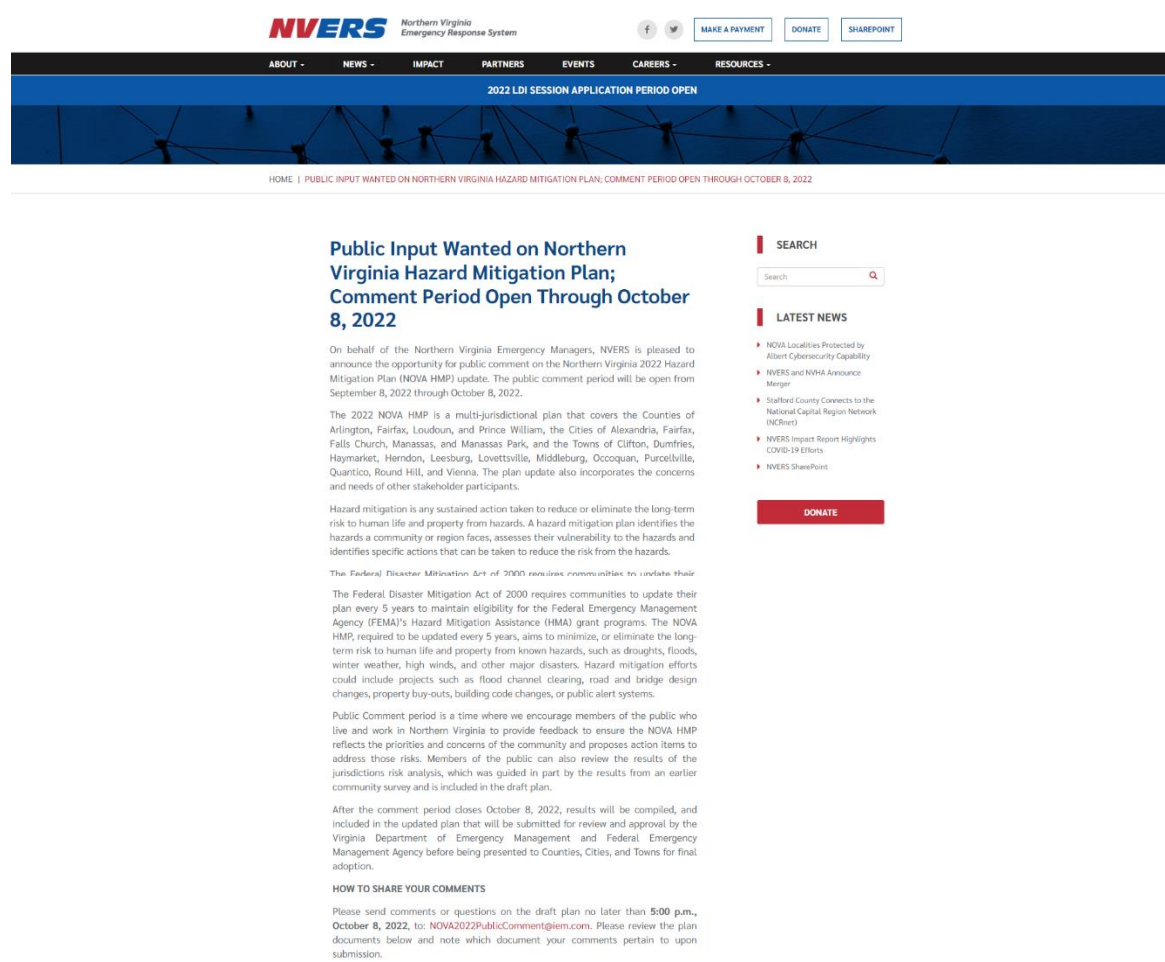 NVERS
Northern Virginia
Emergency Response System
MAKE A PAYMENT
DONATE
SHAREPOINT
ABOUT -
NEWS -
IMPACT
PARTNERS
EVENTS
CAREERS -
RESOURCES -
2022 LDI SESSION APPLICATION PERIOD OPEN
HOME | PUBLIC INPUT WANTED ON NORTHERN VIRGINIA HAZARD MITIGATION PLAN; COMMENT PERIOD OPEN THROUGH OCTOBER 8, 2022
Public Input Wanted on Northern
Virginia Hazard Mitigation Plan;
Comment Period Open Through October
8, 2022
On behalf of the Northern Virginia Emergency Managers, NVERS is pleased to
announce the opportunity for public comment on the Northern Virginia 2022 Hazard
Mitigation Plan (NOVA HMP) update. The public comment period will be open from
September 8, 2022 through October 8, 2022.
The 2022 NOVA HMP is a multi-jurisdictional plan that covers the Counties of
Arlington, Fairfax, Loudoun, and Prince William, the Cities of Alexandria, Fairfax,
Falls Church, Manassas, and Manassas Park, and the Towns of Clifton, Dumfries,
Haymarket, Herndon, Leesburg, Lovettsville, Middleburg, Occoquan, Purcellville,
Quantico, Round Hill, and Vienna. The plan update also incorporates the concerns
and needs of other stakeholder participants.
Hazard mitigation is any sustained action taken to reduce or eliminate the long-term
risk to human life and property from hazards. A hazard mitigation plan identifies the
hazards a community or region faces, assesses their vulnerability to the hazards and
identifies specific actions that can be taken to reduce the risk from the hazards.
The Federal Disaster Mitigation Act of 2000 requires communities to update their
The Federal Disaster Mitigation Act of 2000 requires communities to update their
plan every 5 years to maintain eligibility for the Federal Emergency Management
Agency (FEMA)'s Hazard Mitigation Assistance (HMA) grant programs. The NOVA
HMP, required to be updated every 5 years, aims to minimize, or eliminate the long-
term risk to human life and property from known hazards, such as droughts, floods,
winter weather, high winds, and other major disasters. Hazard mitigation efforts
could include projects such as flood channel clearing, road and bridge design
changes, property buy-outs, building code changes, or public alert systems.
Public Comment period is a time where we encourage members of the public who
live and work in Northern Virginia to provide feedback to ensure the NOVA HMP
reflects the priorities and concerns of the community and proposes action items to
address those risks. Members of the public can also review the results of the
jurisdictions risk analysis, which was guided in part by the results from an earlier
community survey and is included in the draft plan.
After the comment period closes October 8, 2022, results will be compiled, and
included in the updated plan that will be submitted for review and approval by the
Virginia Department of Emergency Management and Federal Emergency
Management Agency before being presented to Counties, Cities, and Towns for final
adoption.
HOW TO SHARE YOUR COMMENTS
Please send comments or questions on the draft plan no later than 5:00 p.m.,
October 8, 2022, to: NOVA2022PublicComment@iem.com. Please review the plan
documents below and note which document your comments pertain to upon
submission.
SEARCH
Search
LATEST NEWS
NOVA Localities Protected by
Albert Cybersecurity Capability
NVERS and NVHA Announce
Merger
Stafford County Connects to the
National Capital Region Network
(NCRnet)
NVERS Impact Report Highlights
COVID-19 Efforts
NVERS SharePoint
DONATE